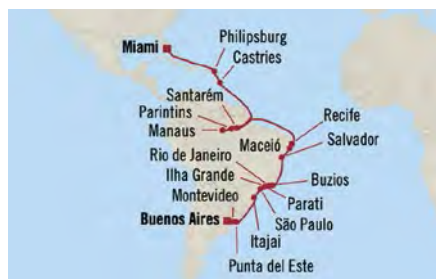 Miami
Philipsburg
Castries
Santarém
Parintins
Manaus
Recife
Maceió
Salvador
Rio de Janeiro
Ilha Grande
Buzios
Montevideo
Parati
Buenos Aires
São Paulo
Itajai
Punta del Este